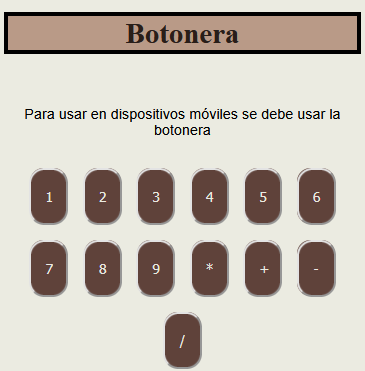 Botonera
Para usar en dispositivos móviles se debe usar la
botonera
1 2 3 4 5 6
7 8 9 * + -
/